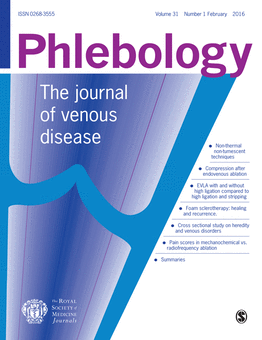 ISSN 0268-3555 Volume 31 Number 1 February 2016
Phlebology
The journal
of venous
disease
Non-thermal
non-tumescent
techniques
Compression after
endovenous ablation
EVLA with and without
high ligation compared to
high ligation and stripping
Foam sclerotherapy: healing
and recurrence.
Cross sectional study on heredity
and venous disorders
Pain scores in mechanochemical vs.
radiofrequency ablation
Summaries
The ROYAL
SOCIETY of
MEDICINE
Journals